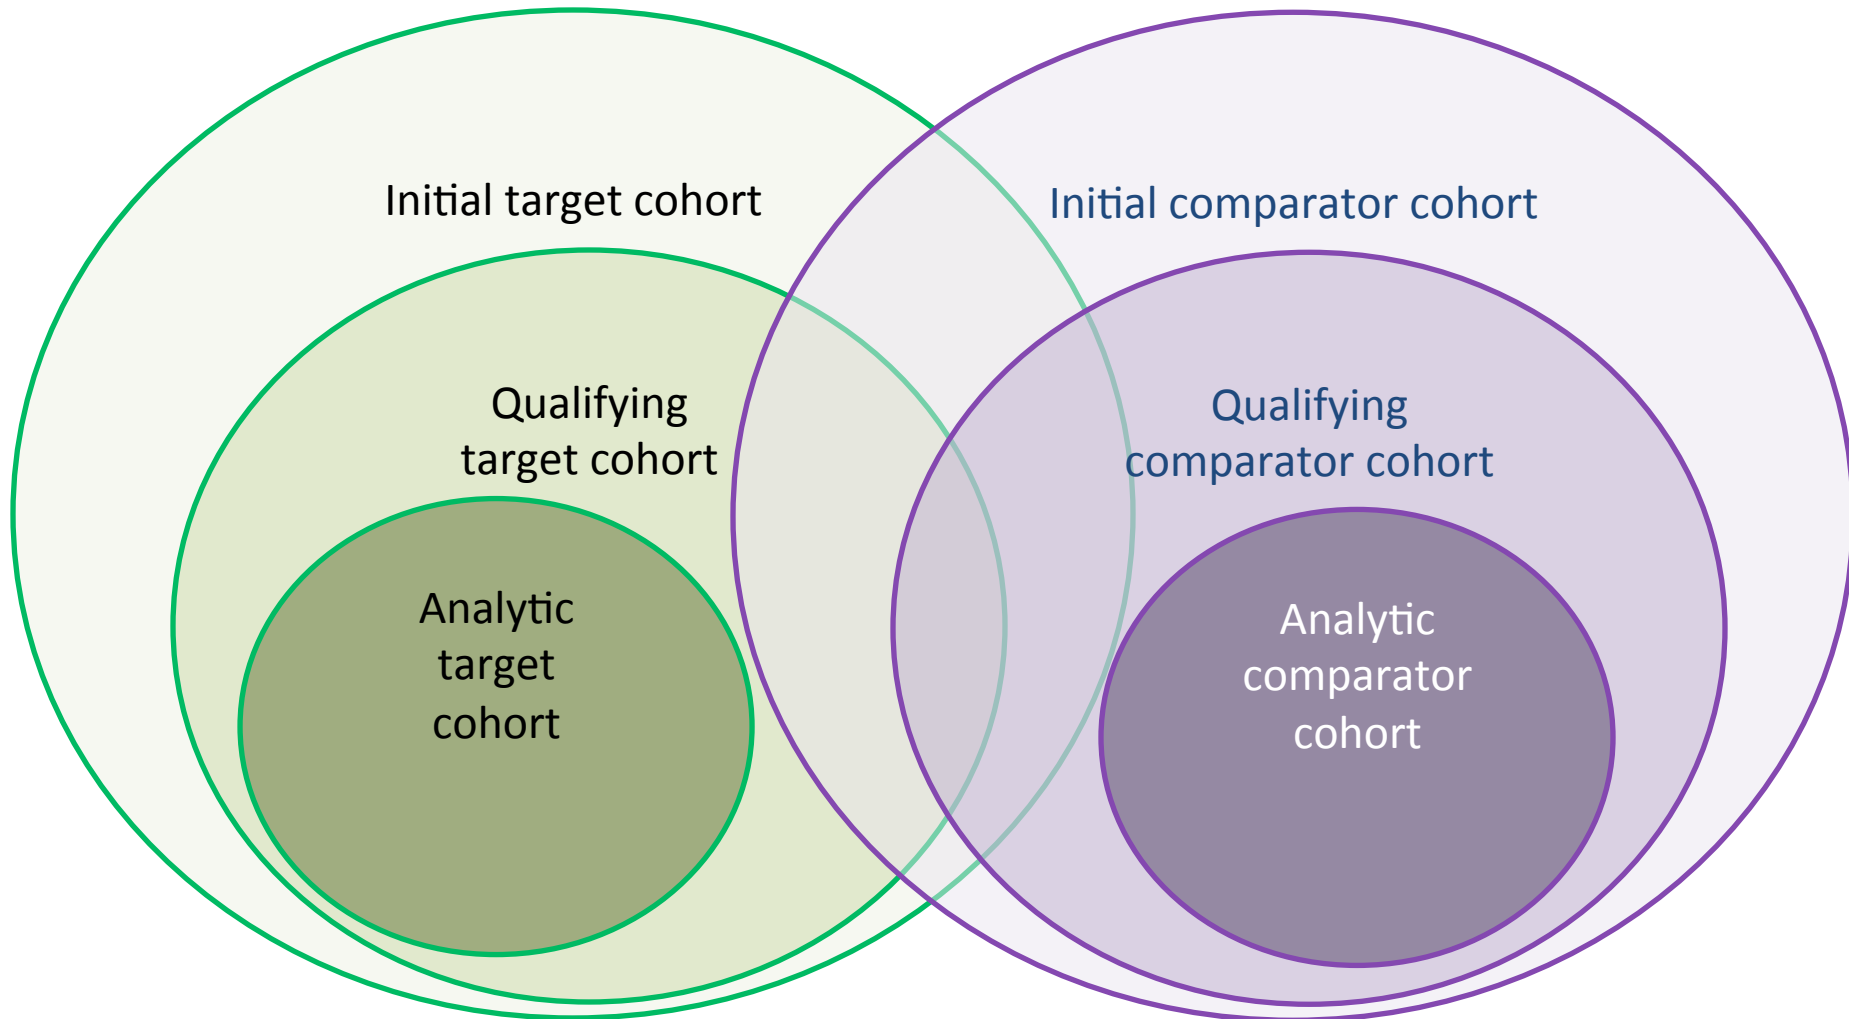 Initial target cohort
Initial comparator cohort
Qualifying
target cohort
Qualifying
comparator cohort
Analytic
target
cohort
Analytic
comparator
cohort